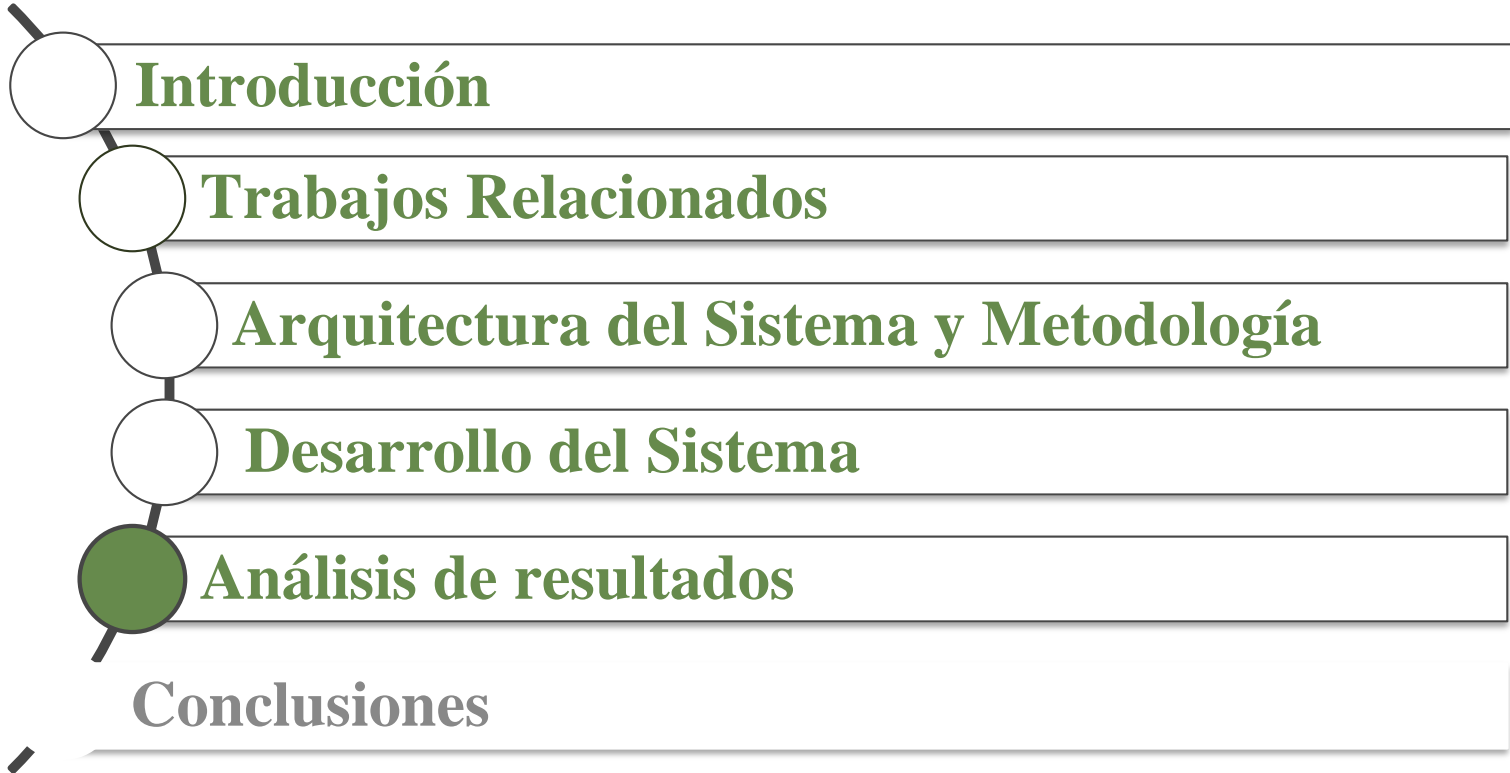 Introducción
Trabajos Relacionados
Arquitectura del Sistema y Metodología
Desarrollo del Sistema
Análisis de resultados
Conclusiones